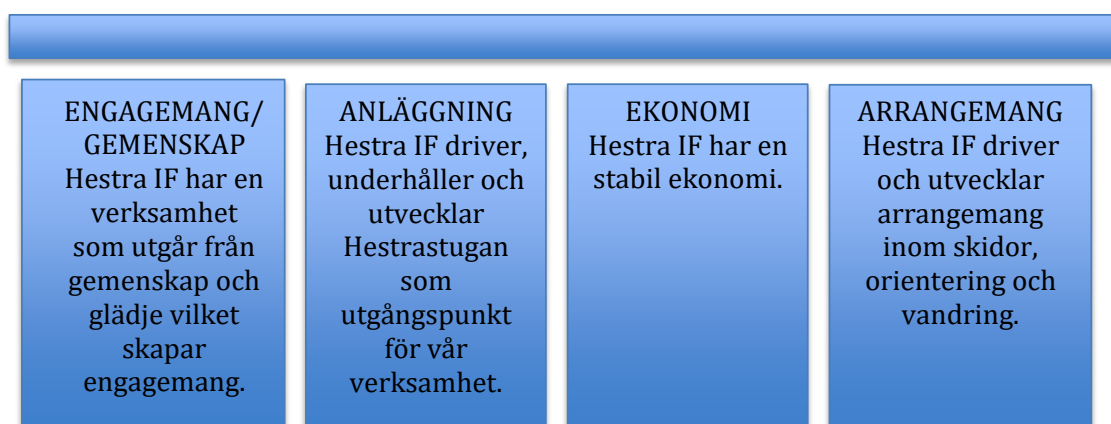 ENGAGEMANG/
GEMENSKAP
Hestra IF har en
verksamhet
som utgår från
gemenskap och
glädje vilket
skapar
engagemang.
ANLÄGGNING
Hestra IF driver,
underhåller och
utvecklar
Hestrastugan
som
utgångspunkt
för vår
verksamhet.
EKONOMI
Hestra IF har en
stabil ekonomi.
ARRANGEMANG
Hestra IF driver
och utvecklar
arrangemang
inom skidor,
orientering och
vandring.